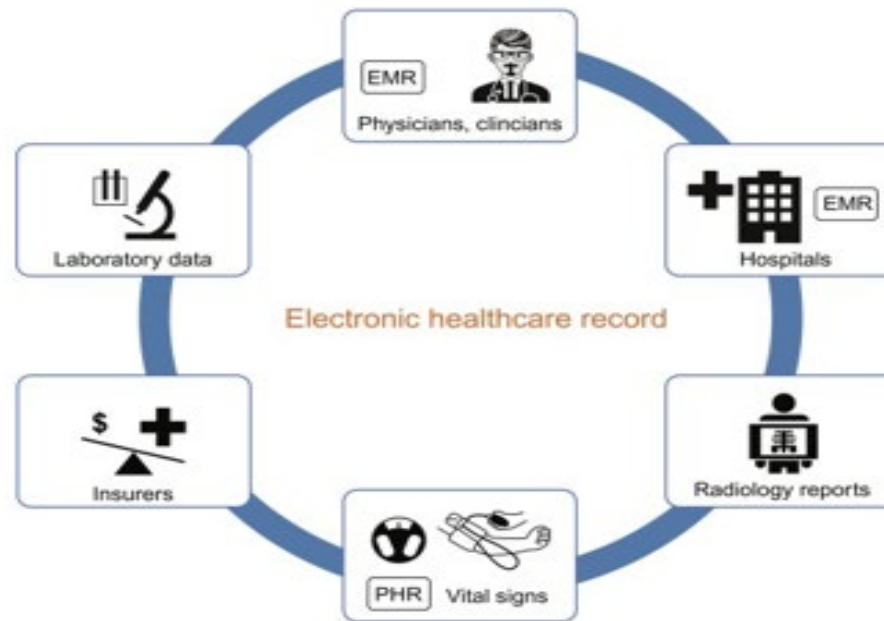 EMR
Physicians, clincians
EMR
Hospitals
Laboratory data
Electronic healthcare record
$
Insurers
Radiology reports
PHR
Vital signs